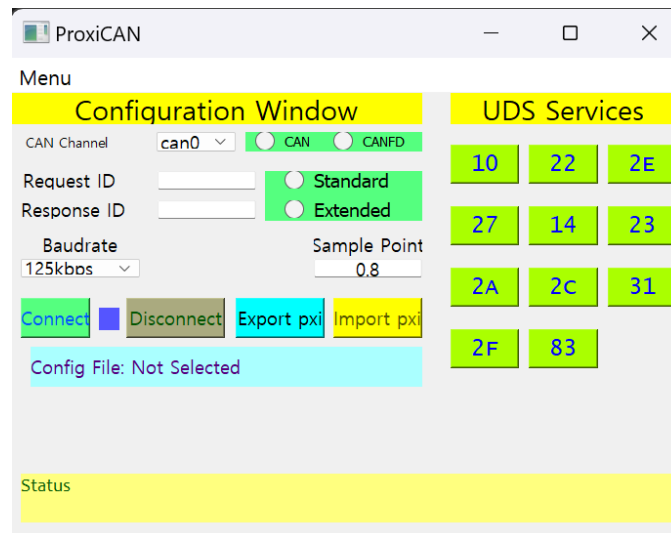 ProxiCAN
Menu
Configuration Window
CAN Channel can0 CAN CANFD
Request ID Standard
Response ID Extended
Baudrate Sample Point
125kbps 0.8
Connect Disconnect Export pxi Import pxi
Config File: Not Selected
UDS Services
10 22 2E
27 14 23
2A 2C 31
2F 83
Status